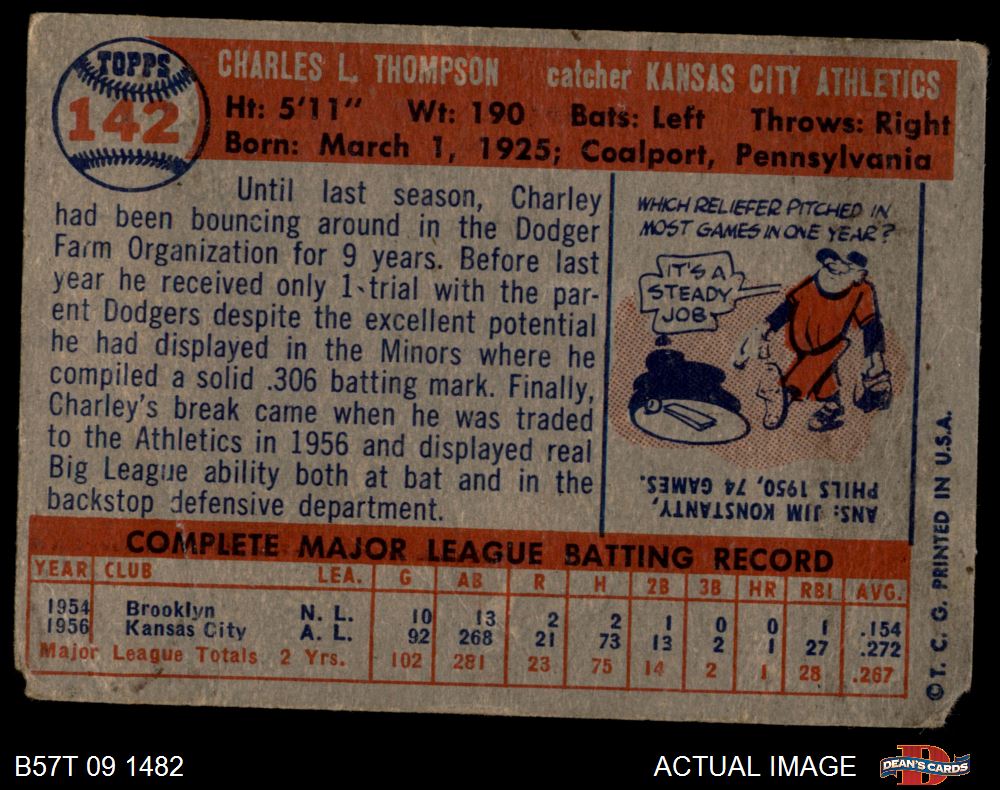 TOPPS
142
CHARLES L. THOMPSON catcher KANSAS CITY ATHLETICS
Ht: 5'11" Wt: 190 Bats: Left Throws: Right
Born: March 1, 1925; Coalport, Pennsylvania
Until last season, Charley
had been bouncing around in the Dodger
Farm Organization for 9 years. Before last
year he received only 1 trial with the par-
ent Dodgers despite the excellent potential
he had displayed in the Minors where he
compiled a solid .306 batting mark. Finally,
Charley's break came when he was traded
to the Athletics in 1956 and displayed real
Big League ability both at bat and in the
backstop defensive department.
WHICH RELIEFER PITCHED IN
MOST GAMES IN ONE YEAR?
IT'S A
STEADY
JOB
ANS: JIM KONSTANTY,
PHILS 1950, 74 GAMES.
COMPLETE MAJOR LEAGUE BATTING RECORD
YEAR CLUB LEA. G AB R H 2B 3B HR RBI AVG.
1954 Brooklyn N. L. 10 13 2 2 1 0 0 1 .154
1956 Kansas City A. L. 92 268 21 73 13 2 1 27 .272
Major League Totals 2 Yrs. 102 281 23 75 14 2 1 28 .267
© T. C. G. PRINTED IN U.S.A.
B57T 09 1482
ACTUAL IMAGE
D
DEAN'S CARDS